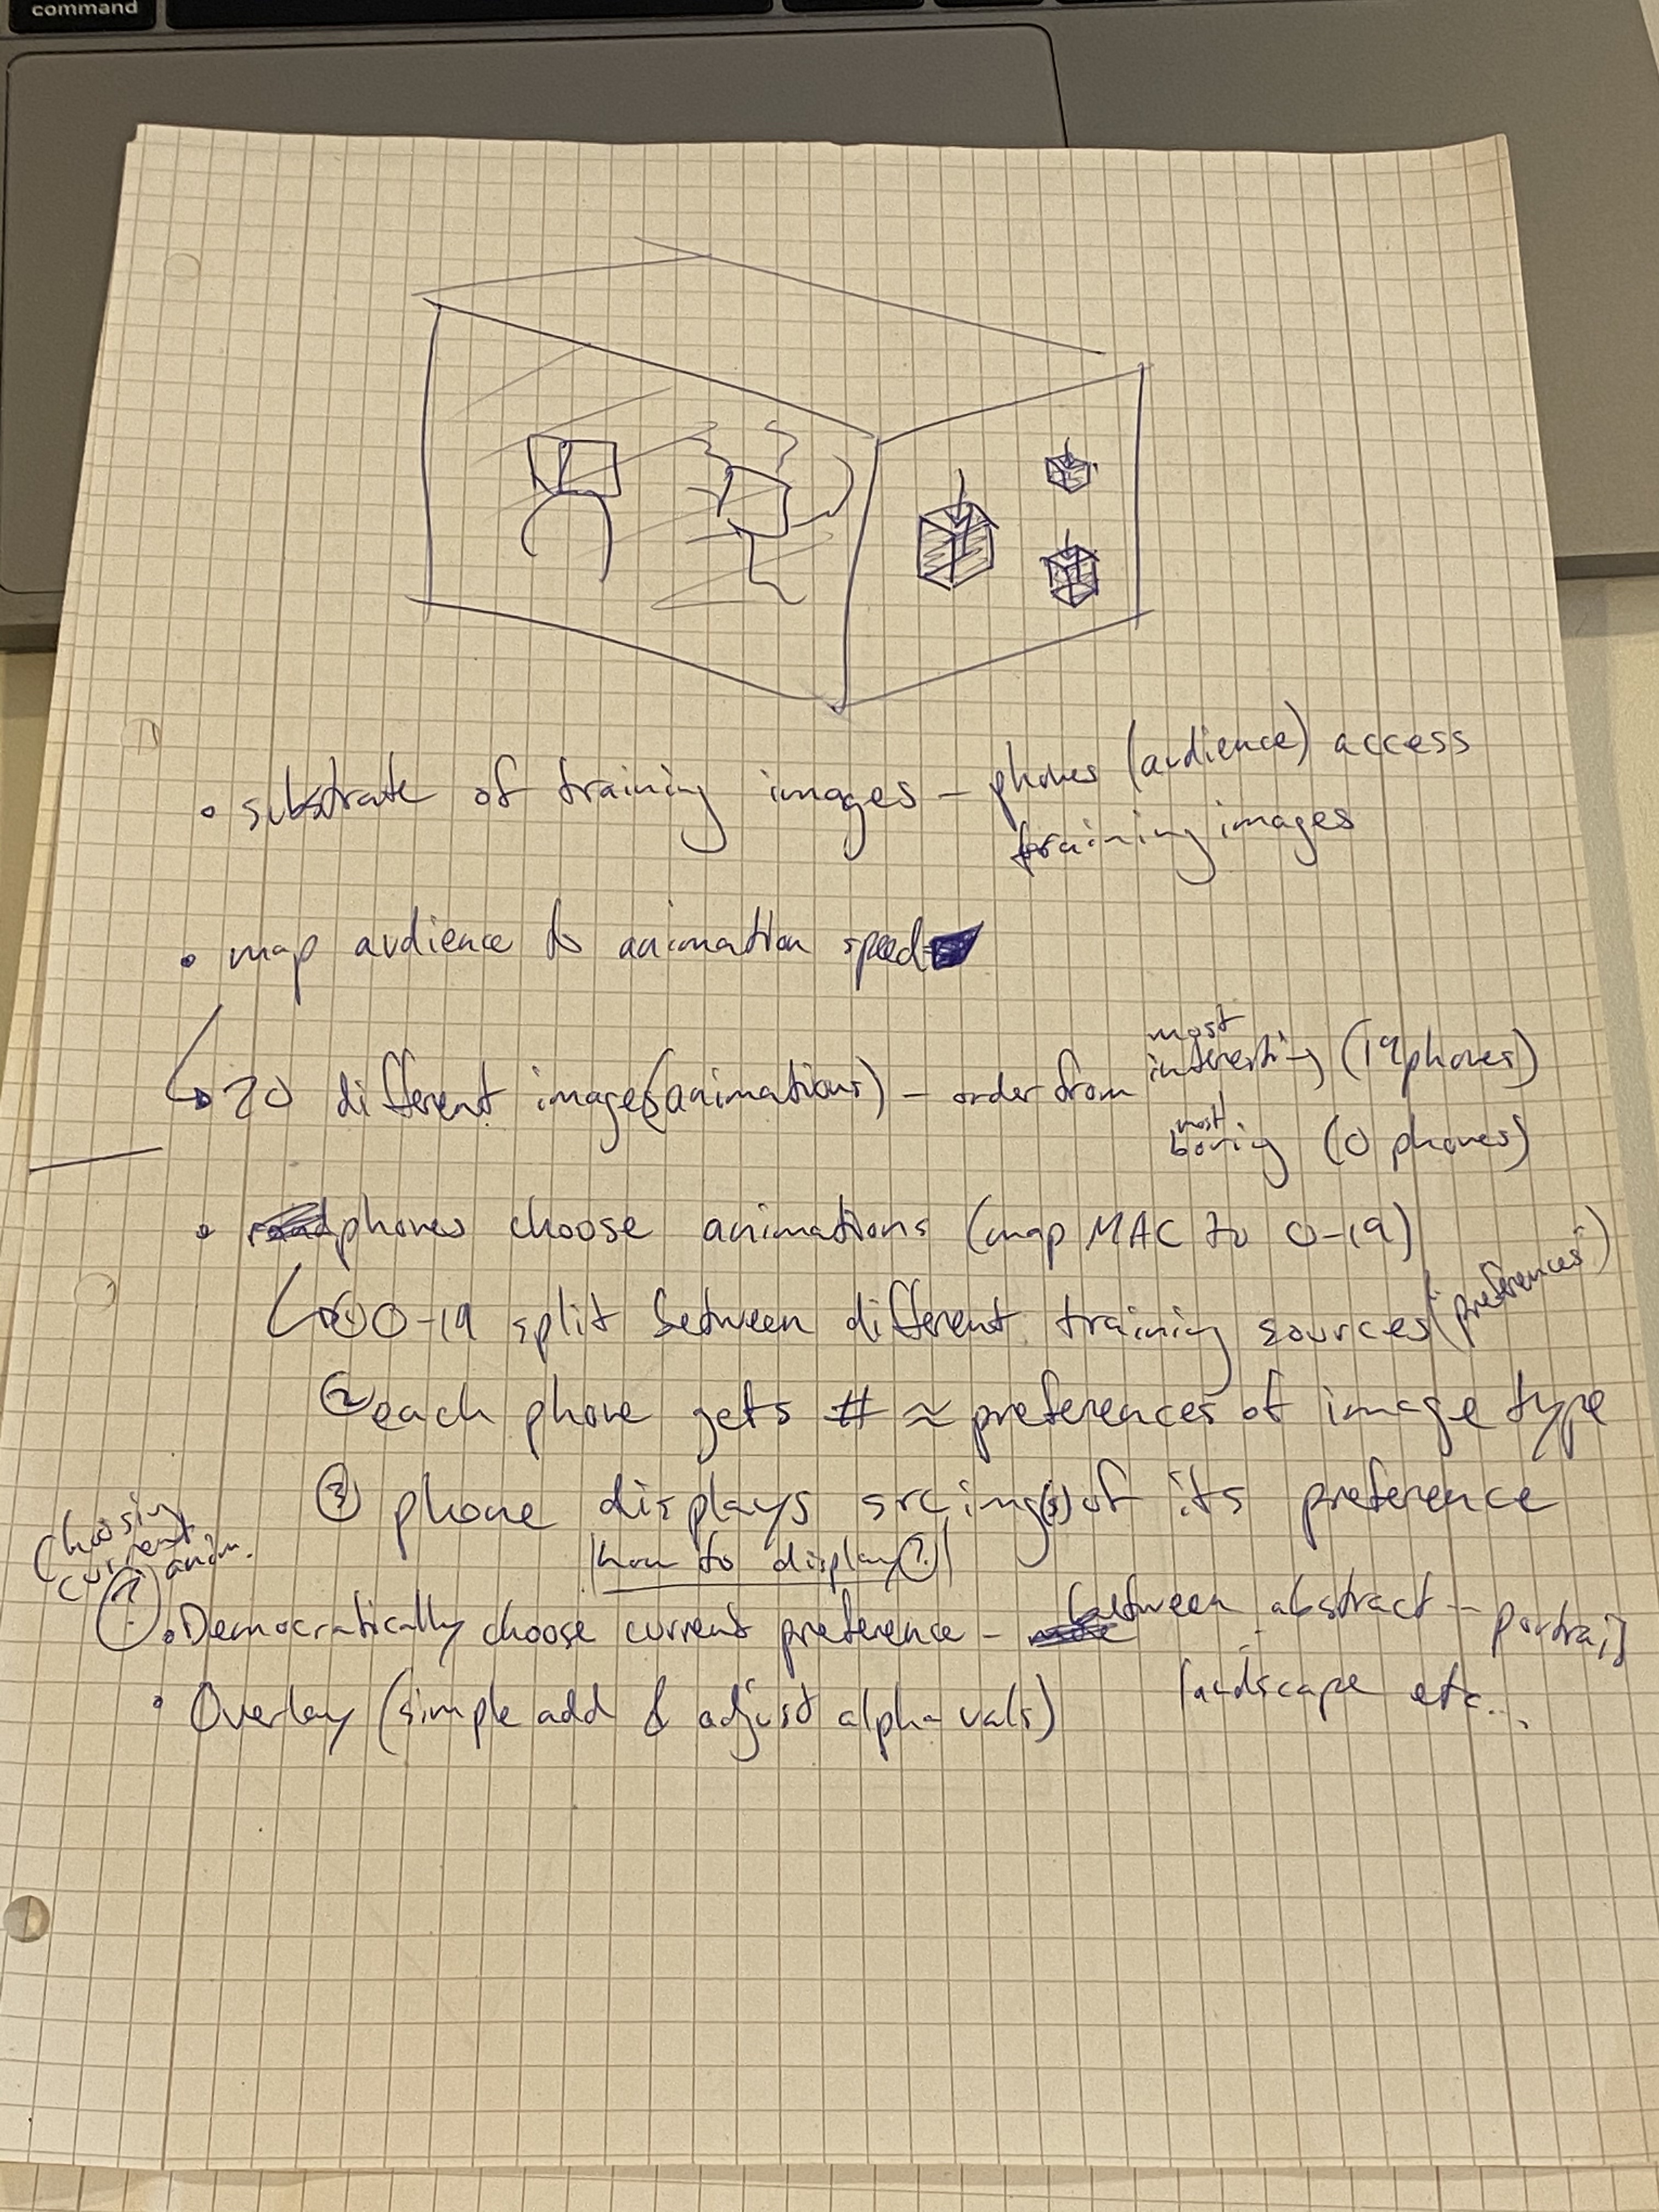 command
• substrate of training images – phones (audience) access
training images
• map audience to animation speed
↳ 20 different images (animations) – order from most interesting (19 phones)
most boring (0 phones)
• phones choose animations (map MAC to 0-19)
↳ ① 0-19 split between different training sources ('preferences')
② each phone gets # ≈ preferences of image type
③ phone displays src img(s) of its preference
how to display?
Choosing current anim.
?
• Democratically choose current preference – between abstract – portrait
landscape etc...
• Overlay (simple add & adjust alpha vals)